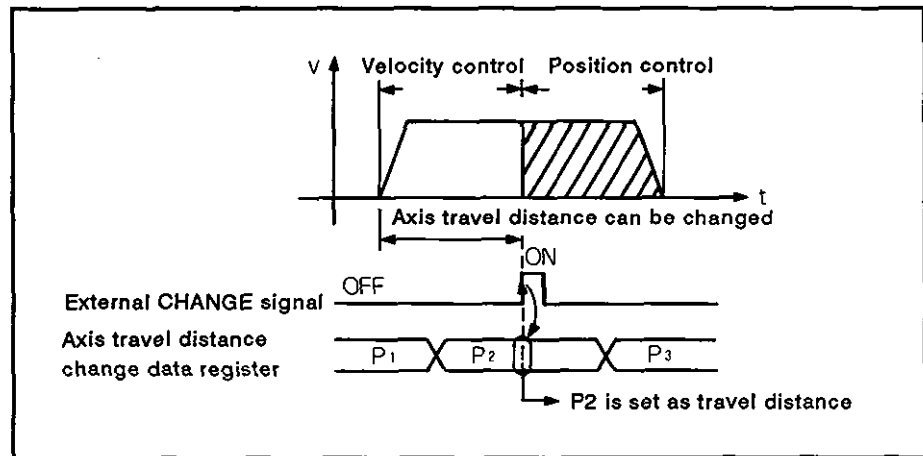 V
Velocity control
Position control
t
Axis travel distance can be changed
ON
OFF
External CHANGE signal
Axis travel distance
change data register
P1
P2
P3
P2 is set as travel distance